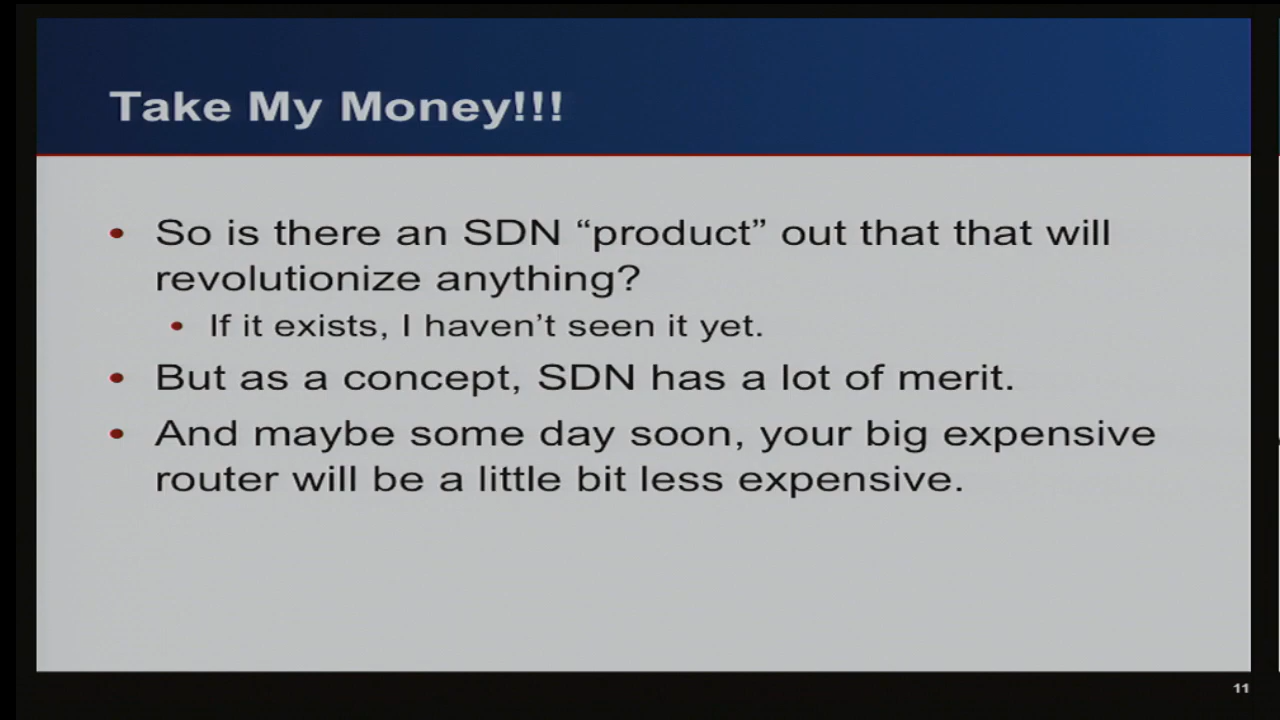 Take My Money!!!
• So is there an SDN “product” out that that will
revolutionize anything?
• If it exists, I haven’t seen it yet.
• But as a concept, SDN has a lot of merit.
• And maybe some day soon, your big expensive
router will be a little bit less expensive.
11